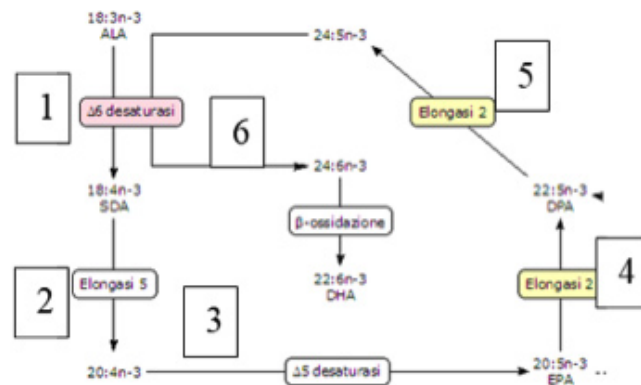 18:3n-3
ALA
24:5n-3
5
1
Δ6 desaturasi
Elongasi 2
6
18:4n-3
SDA
24:6n-3
22:5n-3
DPA
β-ossidazione
2
Elongasi 5
22:6n-3
DHA
Elongasi 2
4
3
20:4n-3
Δ5 desaturasi
20:5n-3
EPA
..